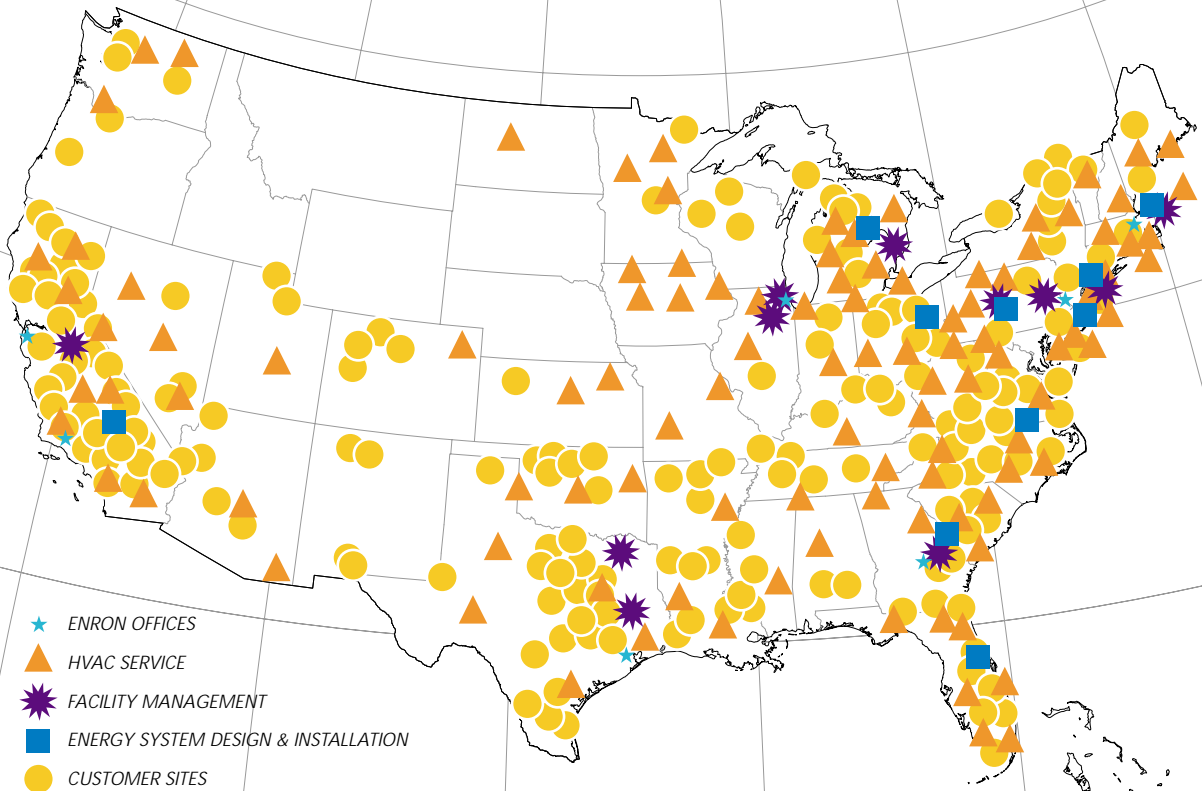 ENRON OFFICES
HVAC SERVICE
FACILITY MANAGEMENT
ENERGY SYSTEM DESIGN & INSTALLATION
CUSTOMER SITES